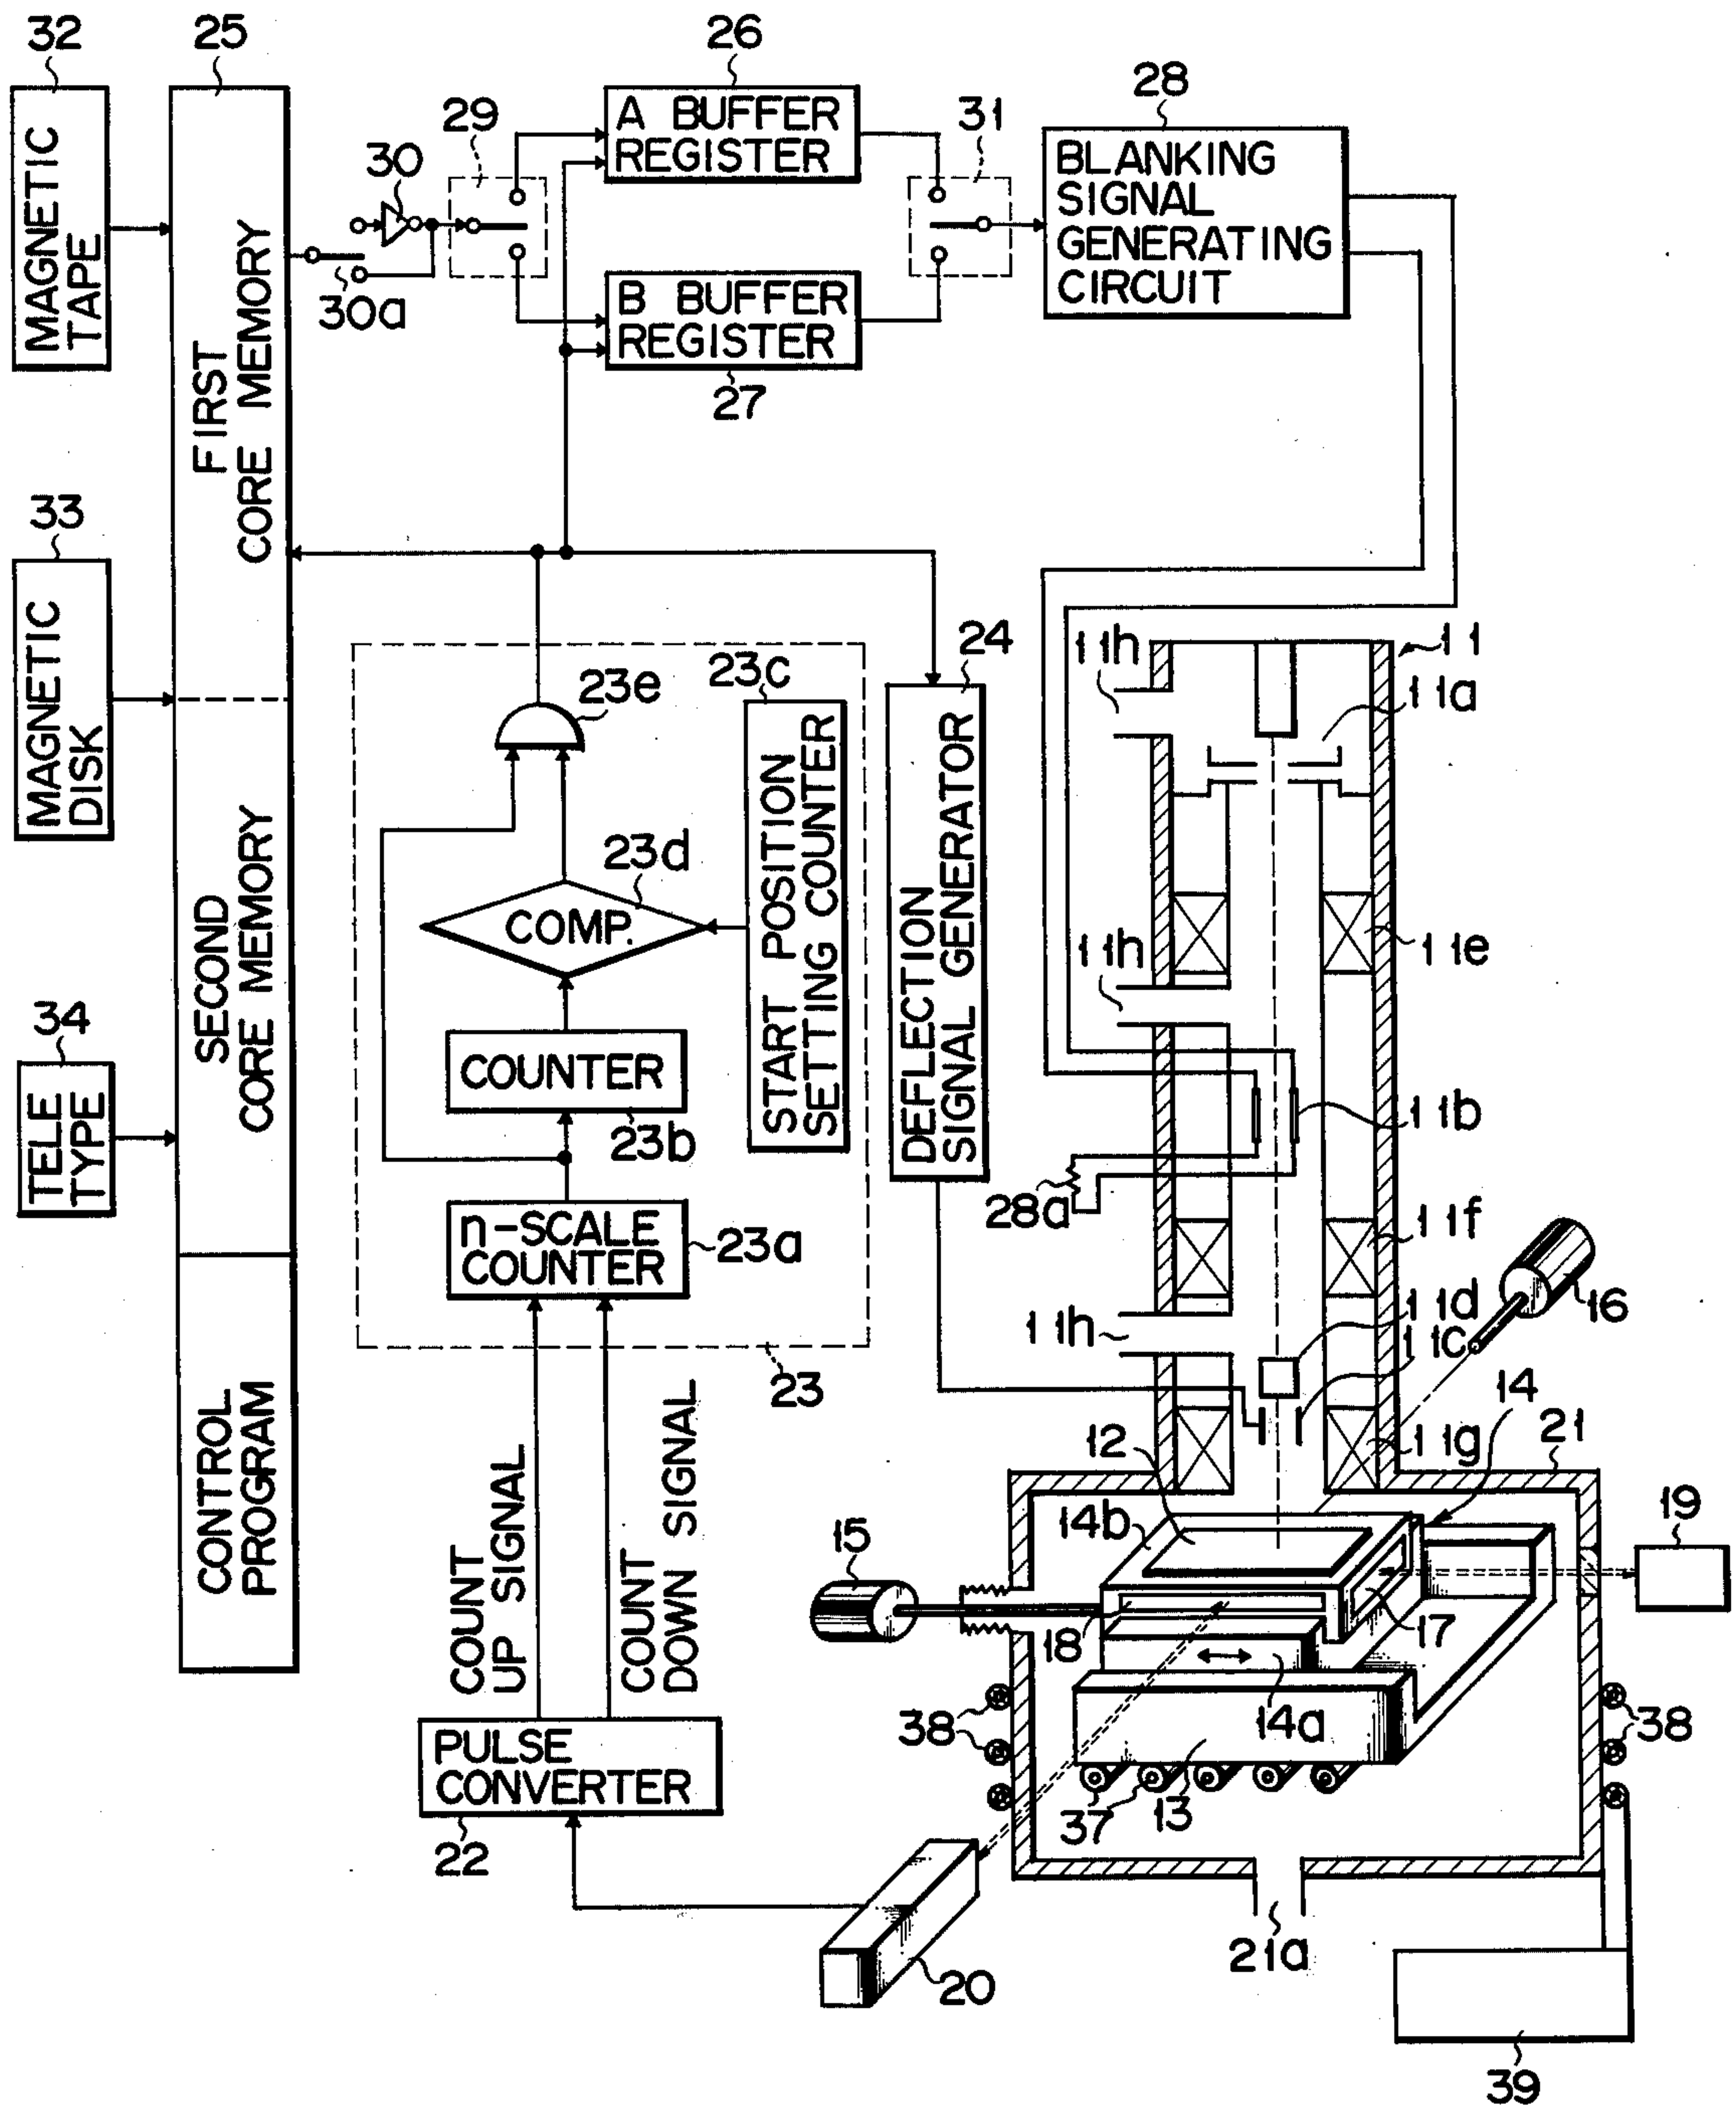 32
25
26
28
29
31
30
30a
MAGNETIC
TAPE
A BUFFER
REGISTER
BLANKING
SIGNAL
GENERATING
CIRCUIT
B BUFFER
REGISTER
27
FIRST
CORE MEMORY
33
MAGNETIC
DISK
SECOND
CORE MEMORY
34
TELE
TYPE
CONTROL
PROGRAM
23e
23c
START POSITION
SETTING COUNTER
23d
COMP.
COUNTER
23b
n-SCALE
COUNTER
23a
23
24
DEFLECTION
SIGNAL GENERATOR
COUNT
UP SIGNAL
COUNT
DOWN SIGNAL
PULSE
CONVERTER
22
11h
11
11a
11h
11e
11b
28a
11f
11h
11d
11c
16
14
21
12
11g
14b
15
19
18
17
14a
38
38
37
13
20
21a
39